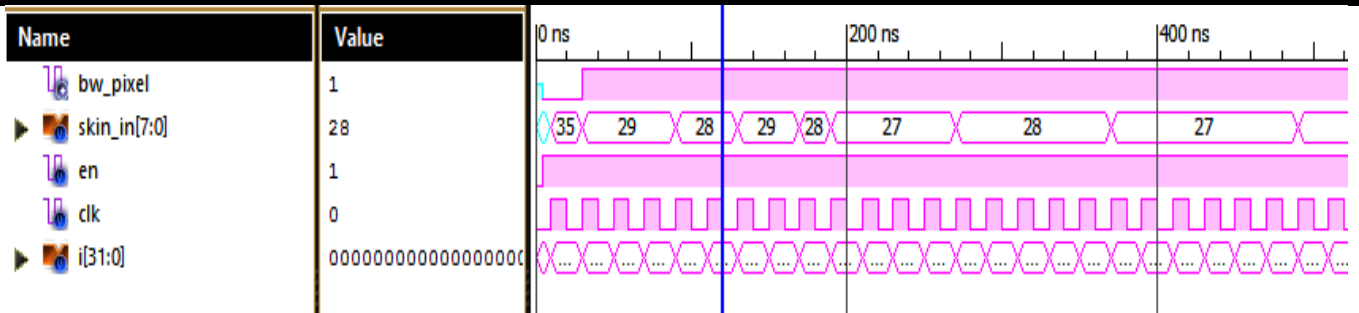 Name Value 0 ns 200 ns 400 ns
bw_pixel 1
skin_in[7:0] 28 35 29 28 29 28 27 28 27
en 1
clk 0
i[31:0] 0000000000000000000 ... ... ... ... ... ... ... ... ... ... ... ... ... ... ... ... ... ... ... ... ... ... ... ... ... ...